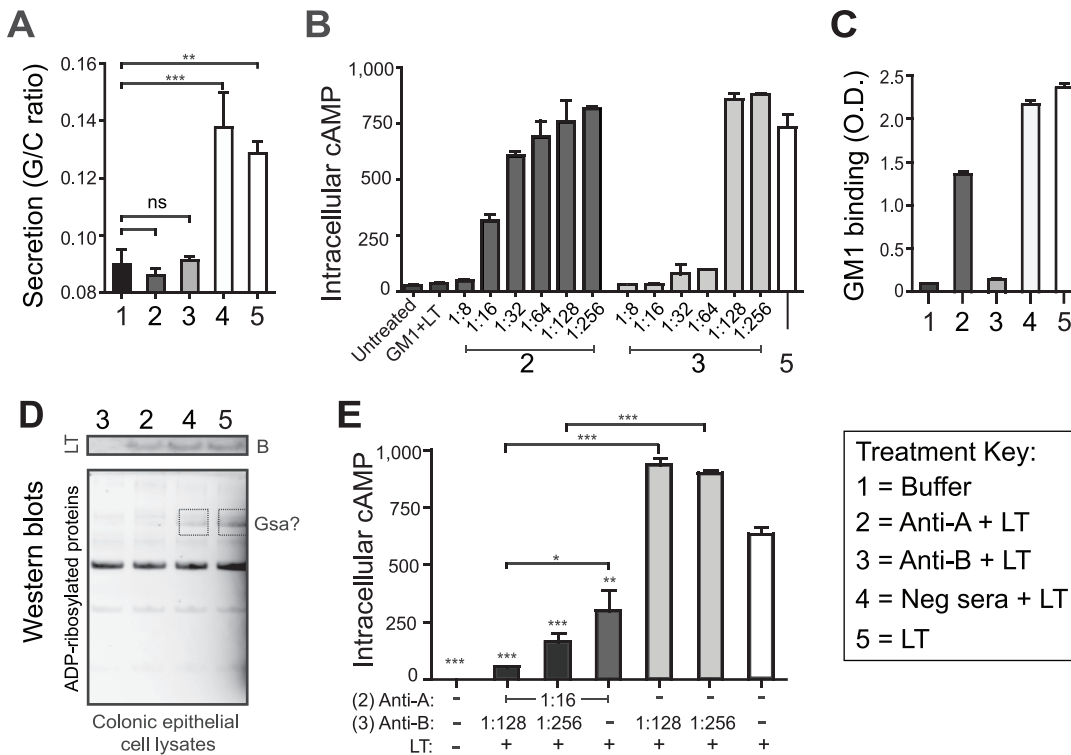 A
Secretion (G/C ratio)
0.16
0.14
0.12
0.10
0.08
**
***
ns
1 2 3 4 5
B
Intracellular cAMP
1,000
750
500
250
0
Untreated
GM1+LT
1:8
1:16
1:32
1:64
1:128
1:256
2
1:8
1:16
1:32
1:64
1:128
1:256
3
5
C
GM1 binding (O.D.)
2.5
2.0
1.5
1.0
0.5
0.0
1 2 3 4 5
D
3 2 4 5
LT
B
Western blots
ADP-ribosylated proteins
Gsa?
Colonic epithelial
cell lysates
E
Intracellular cAMP
1,000
750
500
250
0
***
***
*
***
***
***
**
(2) Anti-A: - 1:16 - - -
(3) Anti-B: - 1:128 1:256 - 1:128 1:256 -
LT: - + + + + + +
Treatment Key:
1 = Buffer
2 = Anti-A + LT
3 = Anti-B + LT
4 = Neg sera + LT
5 = LT